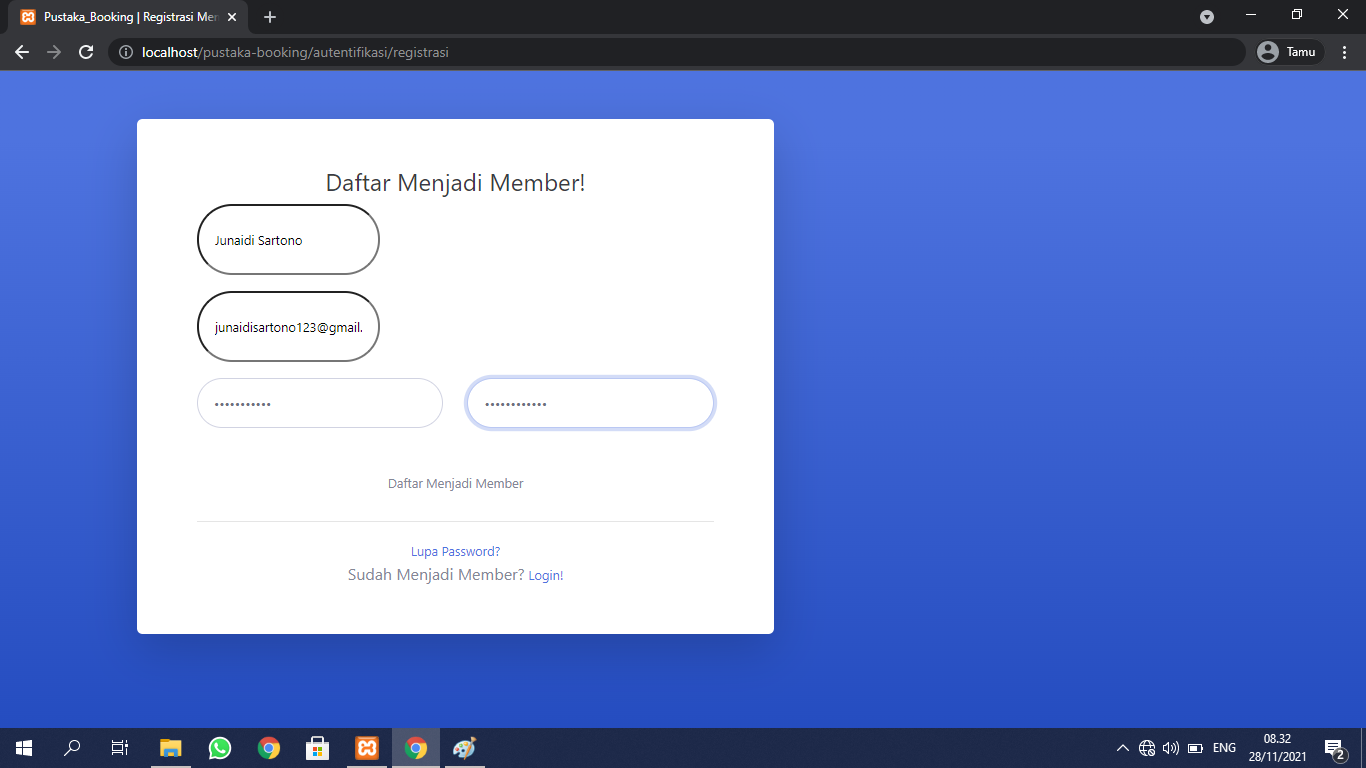 Pustaka_Booking | Registrasi Mem
localhost/pustaka-booking/autentifikasi/registrasi
Tamu
Daftar Menjadi Member!
Junaidi Sartono
junaidisartono123@gmail.
•••••••••••
••••••••••••
Daftar Menjadi Member
Lupa Password?
Sudah Menjadi Member? Login!
ENG
08.32
28/11/2021
2